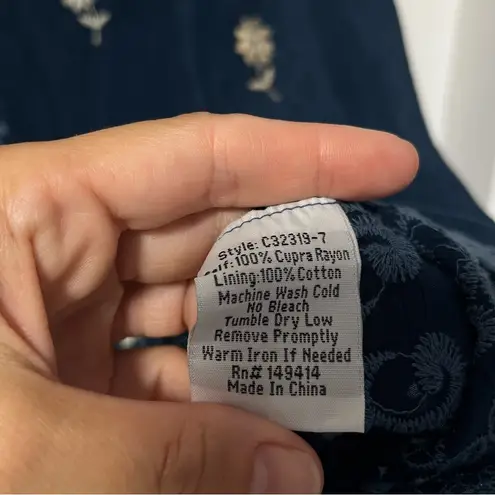 Style: C32319-7
100% Cupra Rayon
Lining:100% Cotton
Machine Wash Cold
No Bleach
Tumble Dry Low
Remove Promptly
Warm Iron If Needed
Rn# 149414
Made In China